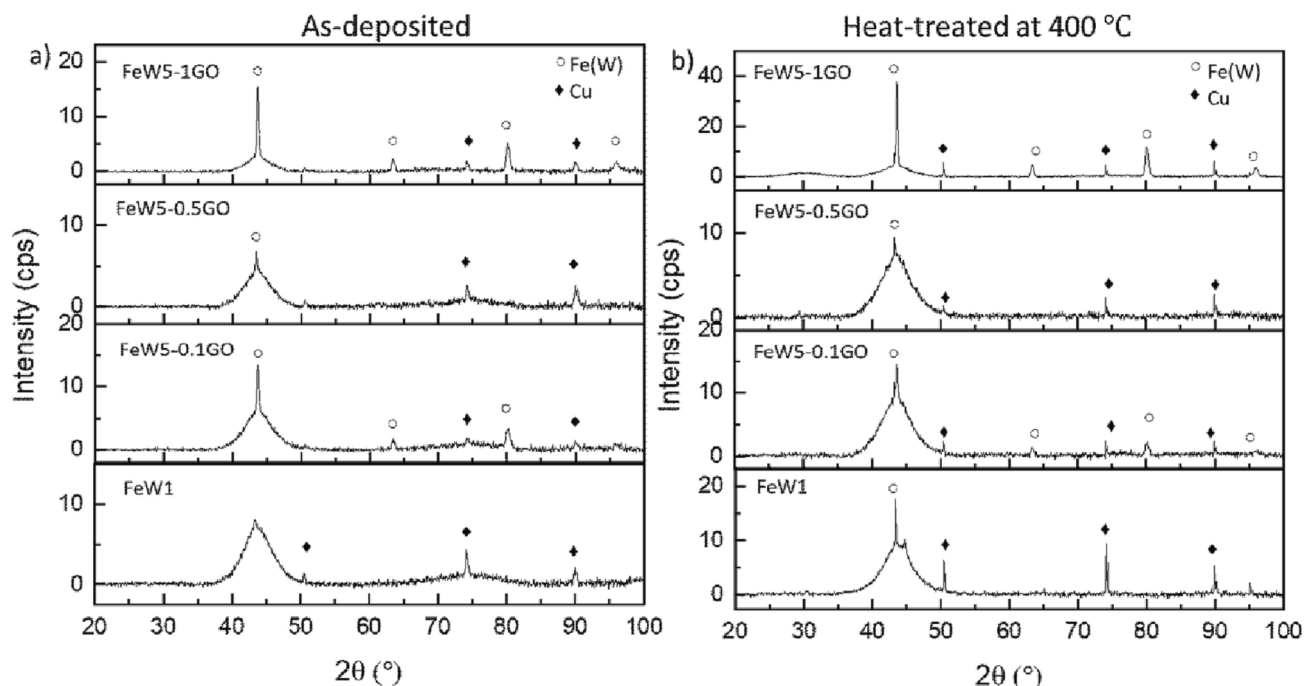 As-deposited
a)
FeW5-1GO
○ Fe(W)
♦ Cu
20
10
0
FeW5-0.5GO
10
0
20
FeW5-0.1GO
10
0
FeW1
10
0
20 30 40 50 60 70 80 90 100
2θ (°)
Intensity (cps)
Heat-treated at 400 °C
b)
FeW5-1GO
○ Fe(W)
♦ Cu
40
20
0
FeW5-0.5GO
10
0
20
FeW5-0.1GO
10
0
FeW1
20
10
0
20 30 40 50 60 70 80 90 100
2θ (°)
Intensity (cps)